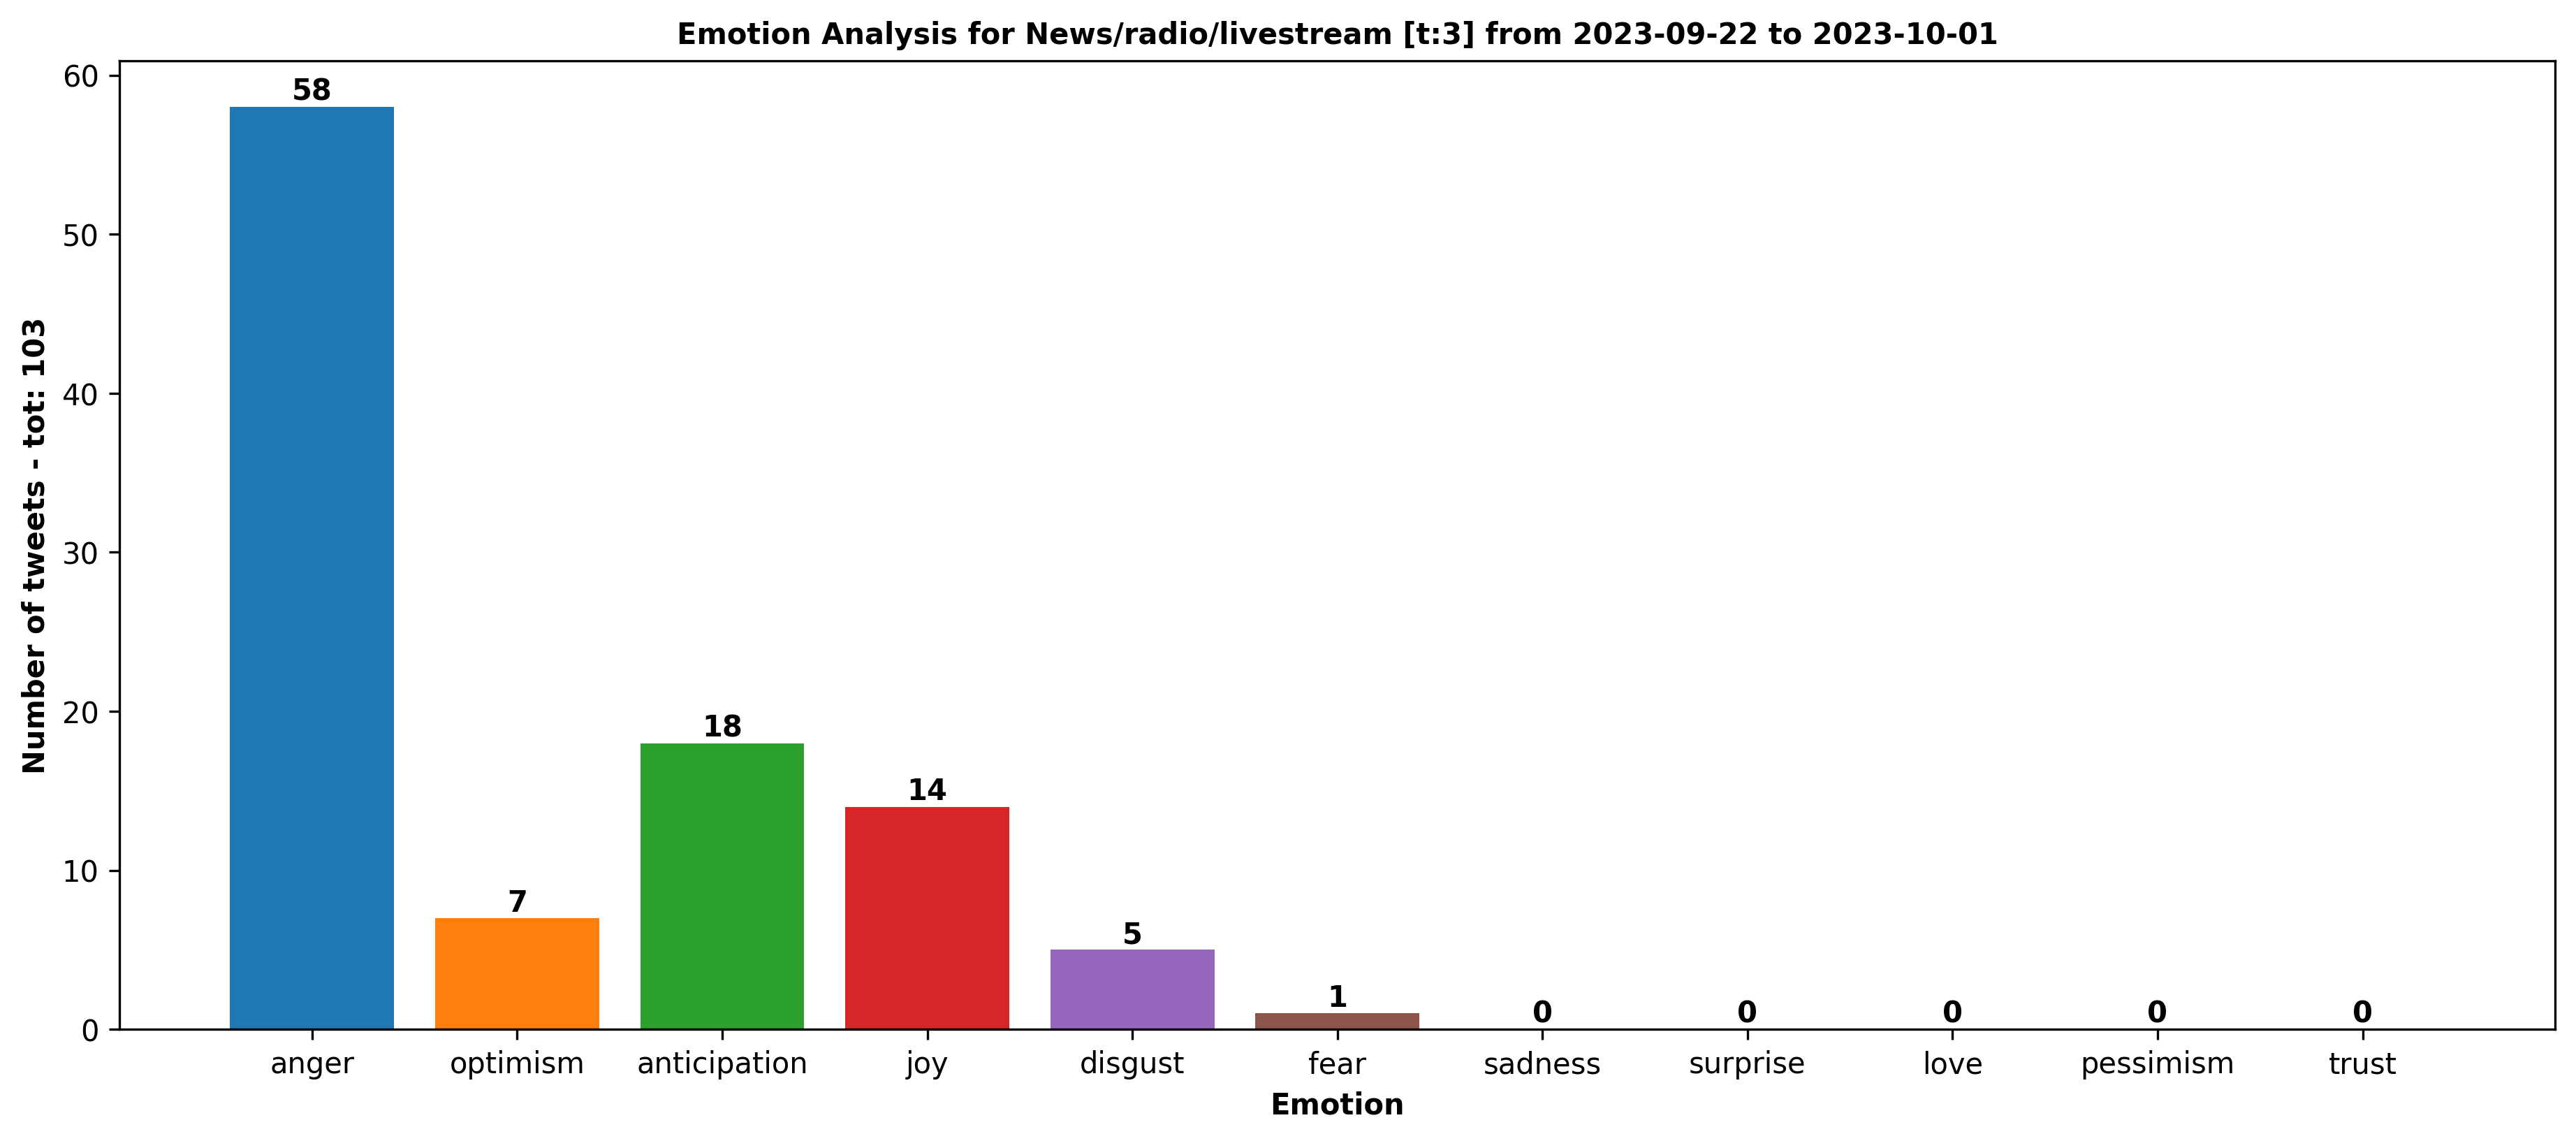 Emotion Analysis for News/radio/livestream [t:3] from 2023-09-22 to 2023-10-01
Number of tweets - tot: 103
60
50
40
30
20
10
0
58
7
18
14
5
1
0
0
0
0
0
anger
optimism
anticipation
joy
disgust
fear
sadness
surprise
love
pessimism
trust
Emotion